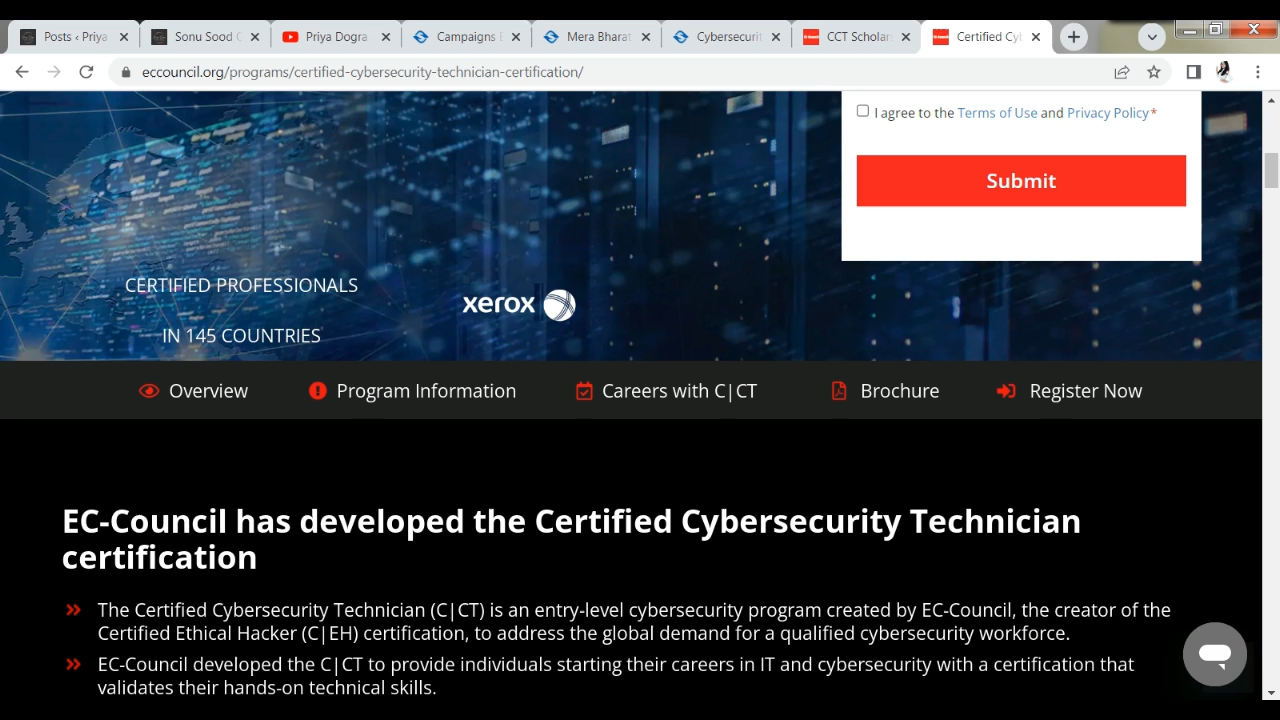 Posts ‹ Priya
Sonu Sood C
Priya Dogra
Campaigns
Mera Bharat
Cybersecurit
CCT Scholar
Certified Cy
eccouncil.org/programs/certified-cybersecurity-technician-certification/
I agree to the Terms of Use and Privacy Policy*
Submit
CERTIFIED PROFESSIONALS
IN 145 COUNTRIES
xerox
Overview
Program Information
Careers with C|CT
Brochure
Register Now
EC-Council has developed the Certified Cybersecurity Technician
certification
The Certified Cybersecurity Technician (C|CT) is an entry-level cybersecurity program created by EC-Council, the creator of the
Certified Ethical Hacker (C|EH) certification, to address the global demand for a qualified cybersecurity workforce.
EC-Council developed the C|CT to provide individuals starting their careers in IT and cybersecurity with a certification that
validates their hands-on technical skills.